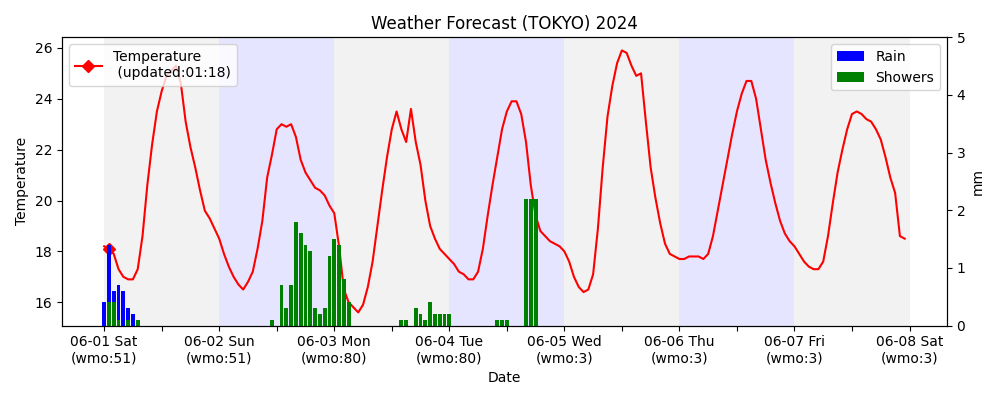 Weather Forecast (TOKYO) 2024
Temperature
(updated:01:18)
Rain
Showers
26
24
22
20
18
16
Temperature
5
4
3
2
1
0
mm
06-01 Sat
(wmo:51)
06-02 Sun
(wmo:51)
06-03 Mon
(wmo:80)
06-04 Tue
(wmo:80)
06-05 Wed
(wmo:3)
06-06 Thu
(wmo:3)
06-07 Fri
(wmo:3)
06-08 Sat
(wmo:3)
Date